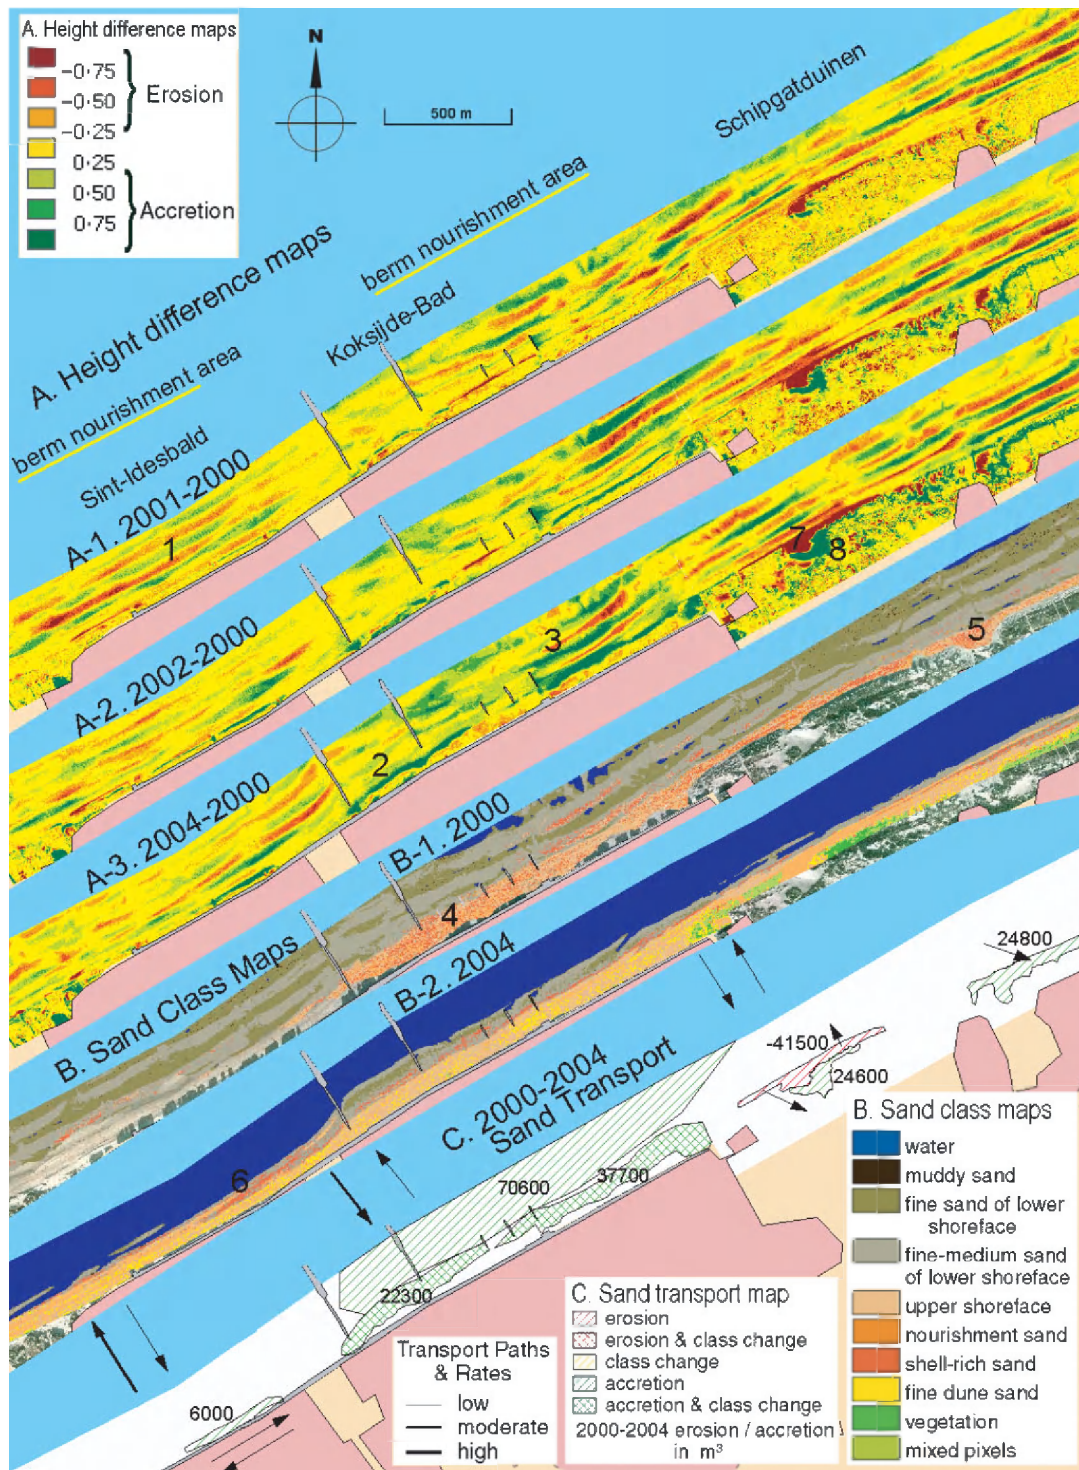 A. Height difference maps
-0·75
-0·50
-0·25
0·25
0·50
0·75
Erosion
Accretion
N
500 m
Schipgatduinen
berm nourishment area
Koksijde-Bad
A. Height difference maps
berm nourishment area
Sint-Idesbald
A-1. 2001-2000
1
A-2. 2002-2000
A-3. 2004-2000
2
3
7
8
B. Sand Class Maps
B-1. 2000
4
5
B-2. 2004
6
C. 2000-2004
Sand Transport
24800
-41500
24600
37700
70600
22300
6000
Transport Paths
& Rates
low
moderate
high
C. Sand transport map
erosion
erosion & class change
class change
accretion
accretion & class change
2000-2004 erosion / accretion
in m³
B. Sand class maps
water
muddy sand
fine sand of lower
shoreface
fine-medium sand
of lower shoreface
upper shoreface
nourishment sand
shell-rich sand
fine dune sand
vegetation
mixed pixels